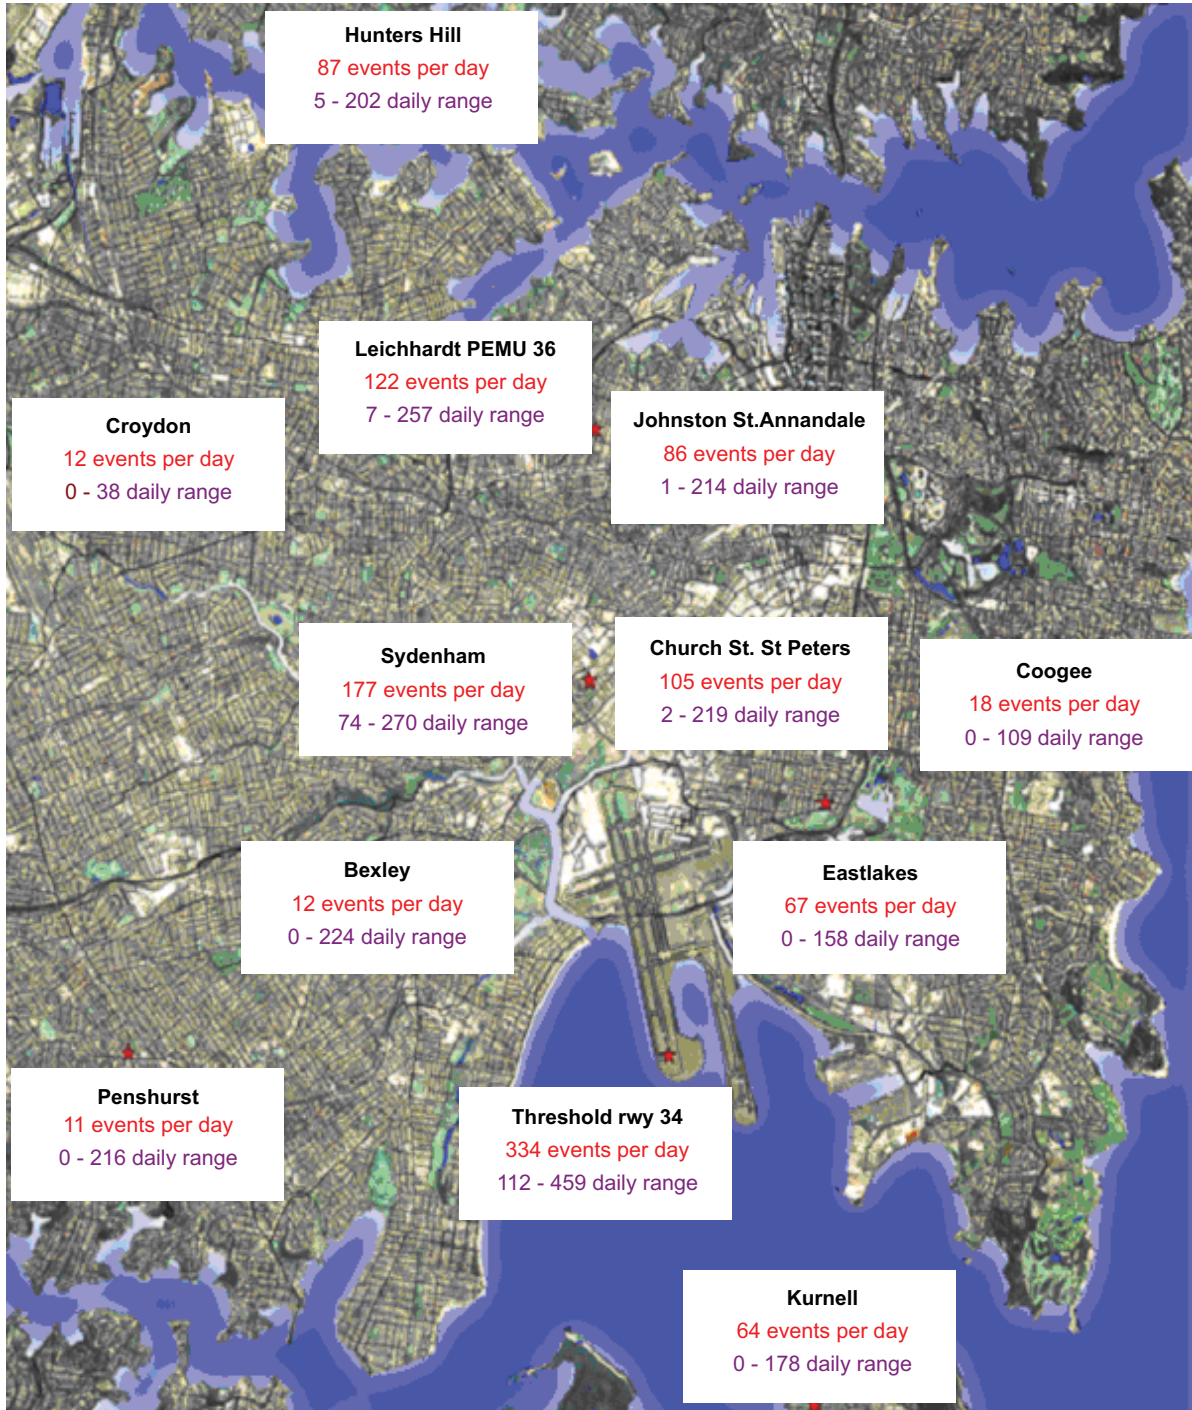 Hunters Hill
87 events per day
5 - 202 daily range
Leichhardt PEMU 36
122 events per day
7 - 257 daily range
Johnston St.Annandale
86 events per day
1 - 214 daily range
Croydon
12 events per day
0 - 38 daily range
Sydenham
177 events per day
74 - 270 daily range
Church St. St Peters
105 events per day
2 - 219 daily range
Coogee
18 events per day
0 - 109 daily range
Bexley
12 events per day
0 - 224 daily range
Eastlakes
67 events per day
0 - 158 daily range
Penshurst
11 events per day
0 - 216 daily range
Threshold rwy 34
334 events per day
112 - 459 daily range
Kurnell
64 events per day
0 - 178 daily range